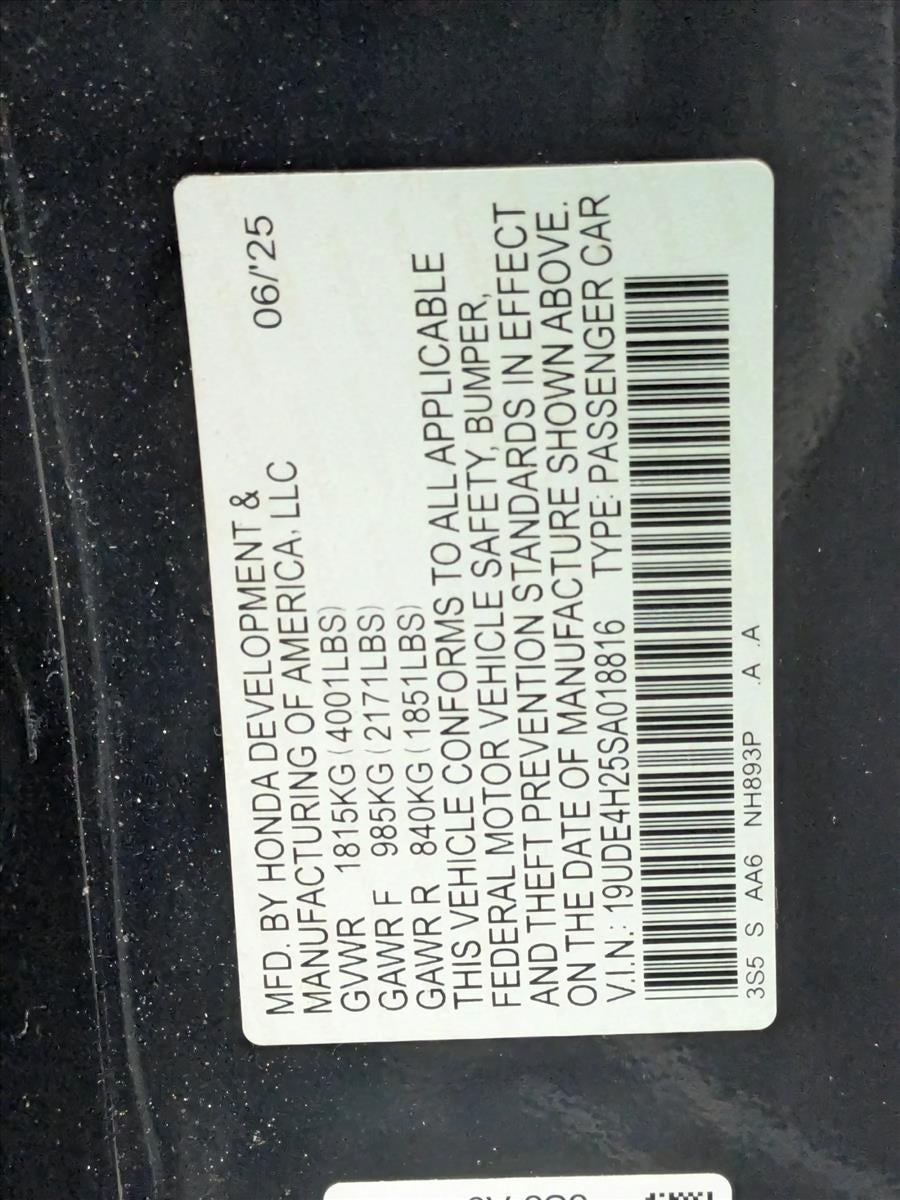 MFD. BY HONDA DEVELOPMENT &
MANUFACTURING OF AMERICA, LLC 06/'25
GVWR 1815KG (4001LBS)
GAWR F 985KG (2171LBS)
GAWR R 840KG (1851LBS)
THIS VEHICLE CONFORMS TO ALL APPLICABLE
FEDERAL MOTOR VEHICLE SAFETY, BUMPER,
AND THEFT PREVENTION STANDARDS IN EFFECT
ON THE DATE OF MANUFACTURE SHOWN ABOVE.
V.I.N.: 19UDE4H25SA018816 TYPE: PASSENGER CAR
3S5 S AA6 NH893P .A .A